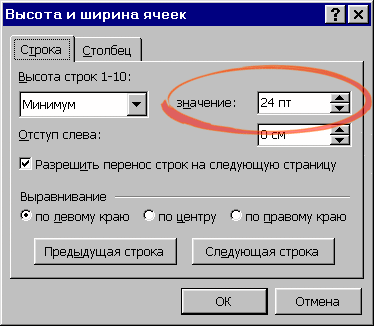 Высота и ширина ячеек
Строка Столбец
Высота строк 1-10:
Минимум значение: 24 пт
Отступ слева: 0 см
Разрешить перенос строк на следующую страницу
Выравнивание
по левому краю по центру по правому краю
Предыдущая строка Следующая строка
ОК Отмена